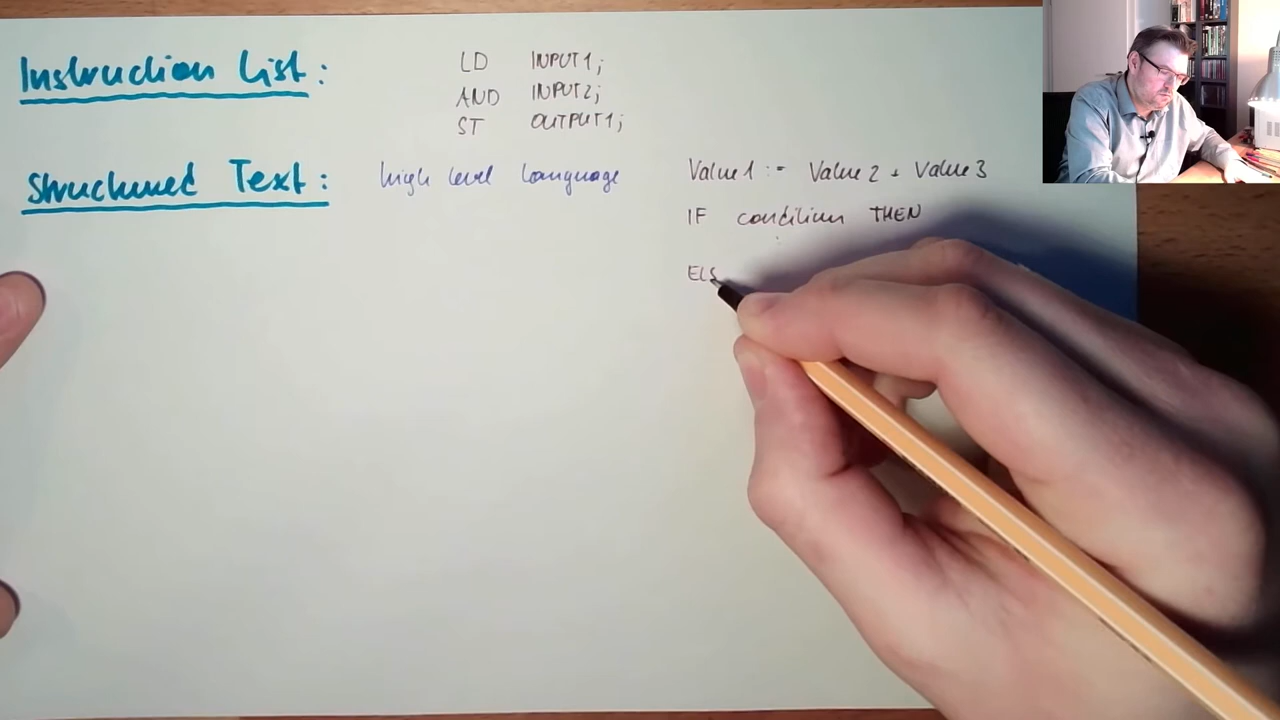 Instruction List:
LD INPUT1;
AND INPUT2;
ST OUTPUT1;
Structured Text:
high level Language
Value1 := Value2 + Value3
IF condition THEN
:
ELS